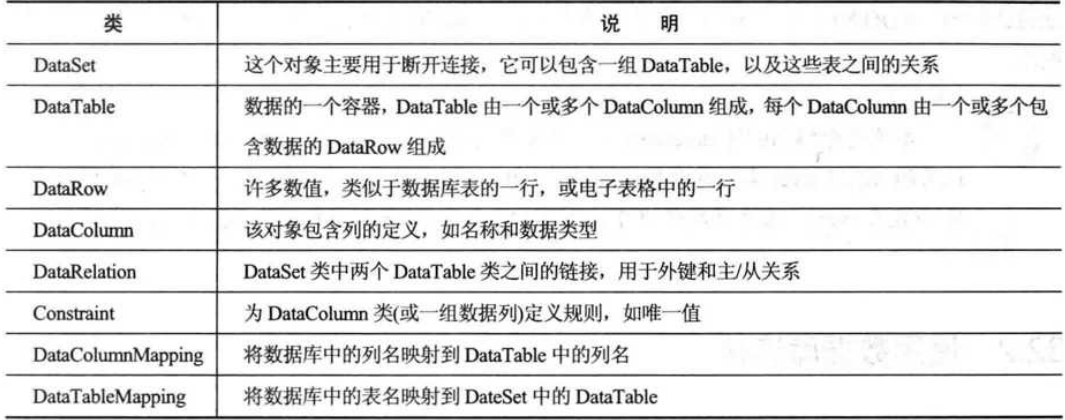 类 说 明
DataSet 这个对象主要用于断开连接，它可以包含一组 DataTable，以及这些表之间的关系
DataTable 数据的一个容器，DataTable 由一个或多个 DataColumn 组成，每个 DataColumn 由一个或多个包
含数据的 DataRow 组成
DataRow 许多数值，类似于数据库表的一行，或电子表格中的一行
DataColumn 该对象包含列的定义，如名称和数据类型
DataRelation DataSet 类中两个 DataTable 类之间的链接，用于外键和主/从关系
Constraint 为 DataColumn 类(或一组数据列)定义规则，如唯一值
DataColumnMapping 将数据库中的列名映射到 DataTable 中的列名
DataTableMapping 将数据库中的表名映射到 DateSet 中的 DataTable